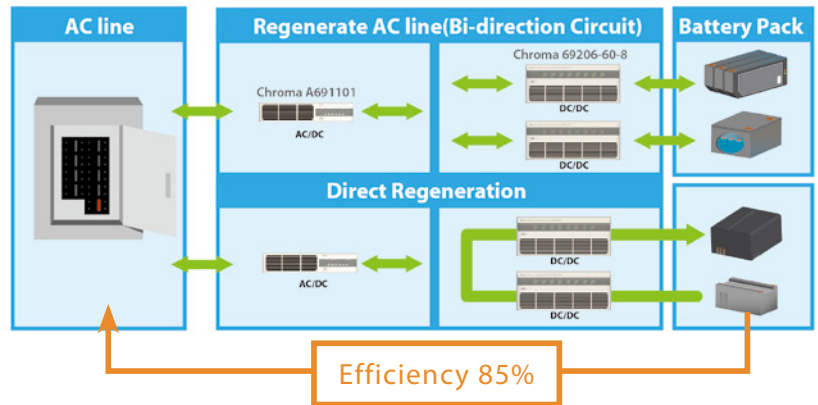 AC line
Regenerate AC line(Bi-direction Circuit)
Battery Pack
Chroma A691101
AC/DC
Chroma 69206-60-8
DC/DC
DC/DC
Direct Regeneration
AC/DC
DC/DC
DC/DC
Efficiency 85%